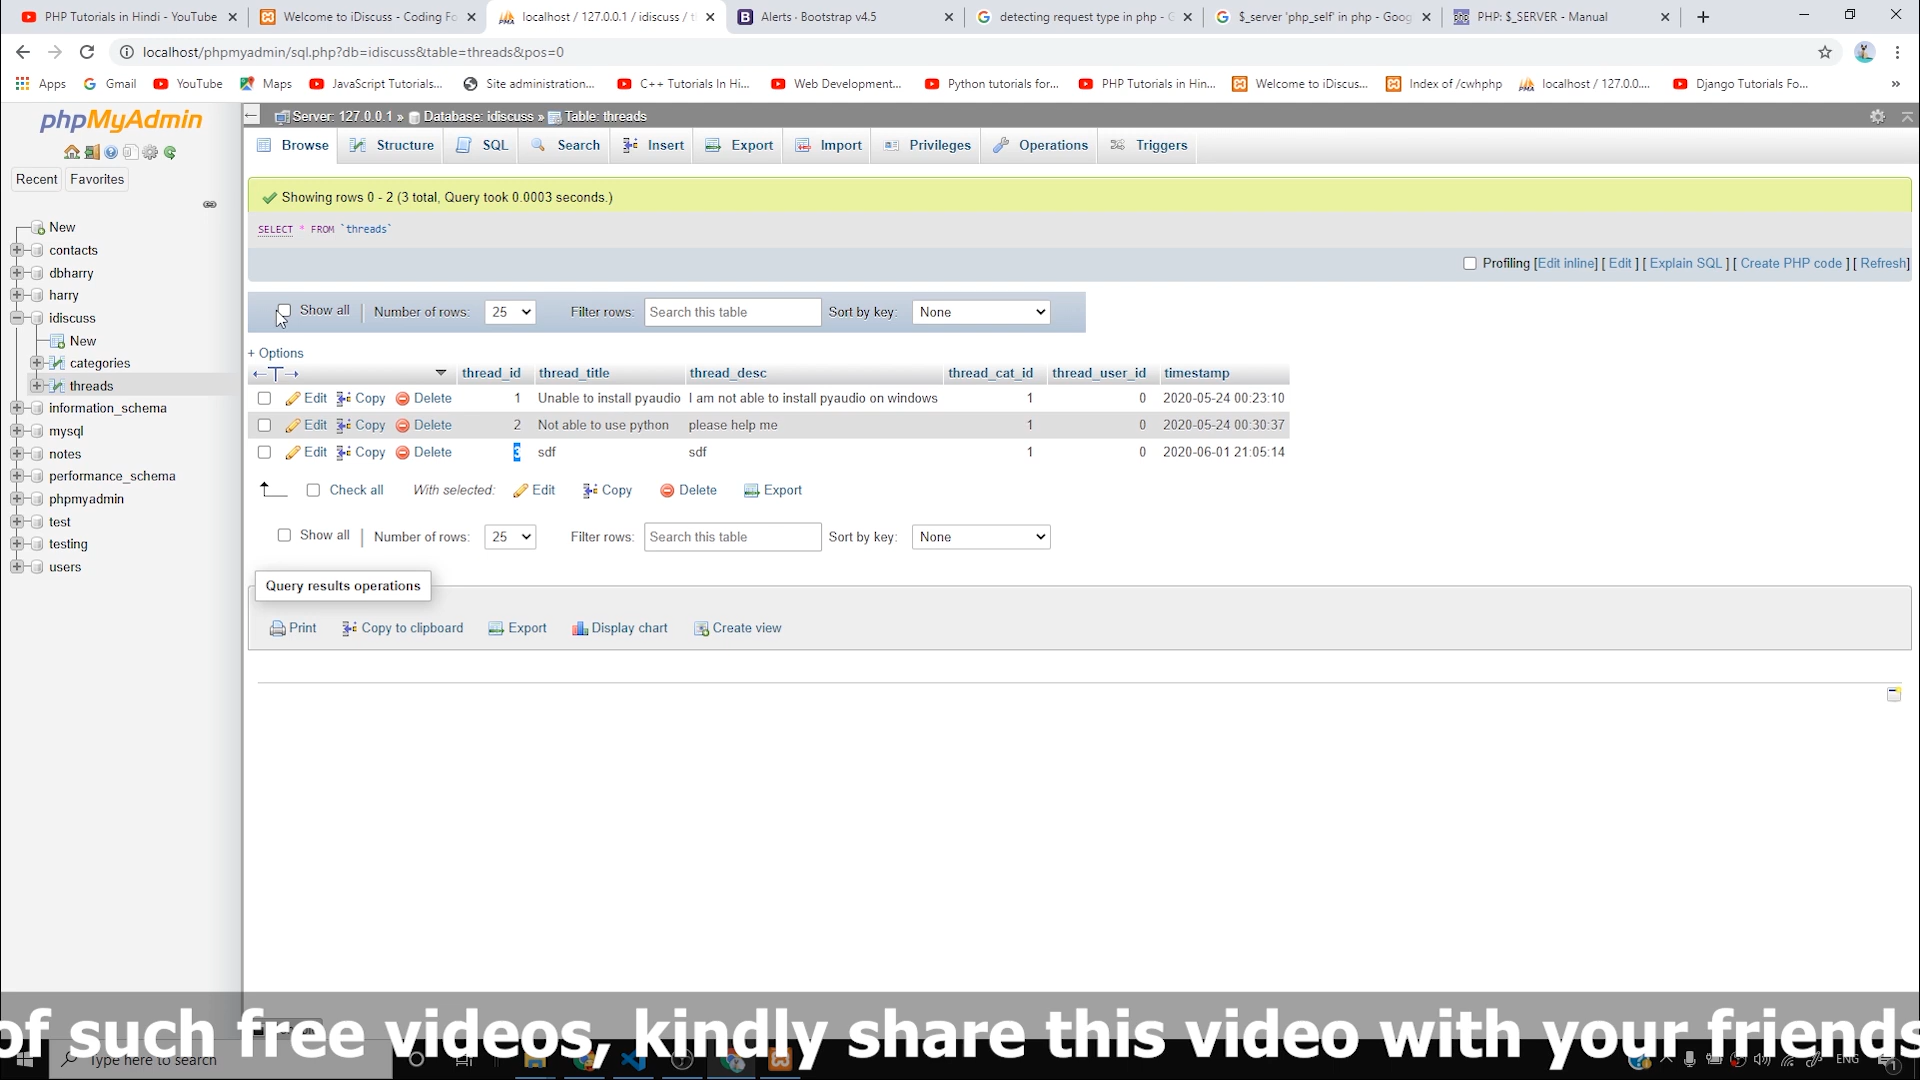 PHP Tutorials in Hindi - YouTube
Welcome to iDiscuss - Coding Fo
localhost / 127.0.0.1 / idiscuss / t
Alerts · Bootstrap v4.5
detecting request type in php - G
$_server 'php_self' in php - Goog
PHP: $_SERVER - Manual
localhost/phpmyadmin/sql.php?db=idiscuss&table=threads&pos=0
Apps
Gmail
YouTube
Maps
JavaScript Tutorials...
Site administration...
C++ Tutorials In Hi...
Web Development...
Python tutorials for...
PHP Tutorials in Hin...
Welcome to iDiscus...
Index of /cwhphp
localhost / 127.0.0....
Django Tutorials Fo...
»
phpMyAdmin
Recent Favorites
New
contacts
dbharry
harry
idiscuss
New
categories
threads
information_schema
mysql
notes
performance_schema
phpmyadmin
test
testing
users
Server: 127.0.0.1 » Database: idiscuss » Table: threads
Browse Structure SQL Search Insert Export Import Privileges Operations Triggers
Showing rows 0 - 2 (3 total, Query took 0.0003 seconds.)
SELECT * FROM `threads`
Profiling [Edit inline] [ Edit ] [ Explain SQL ] [ Create PHP code ] [ Refresh]
Show all | Number of rows: 25 Filter rows: Search this table Sort by key: None
+ Options
←T→ thread_id thread_title thread_desc thread_cat_id thread_user_id timestamp
Edit Copy Delete 1 Unable to install pyaudio I am not able to install pyaudio on windows 1 0 2020-05-24 00:23:10
Edit Copy Delete 2 Not able to use python please help me 1 0 2020-05-24 00:30:37
Edit Copy Delete 3 sdf sdf 1 0 2020-06-01 21:05:14
Check all With selected: Edit Copy Delete Export
Show all | Number of rows: 25 Filter rows: Search this table Sort by key: None
Query results operations
Print Copy to clipboard Export Display chart Create view
of such free videos, kindly share this video with your friends
Type here to search
ENG
1